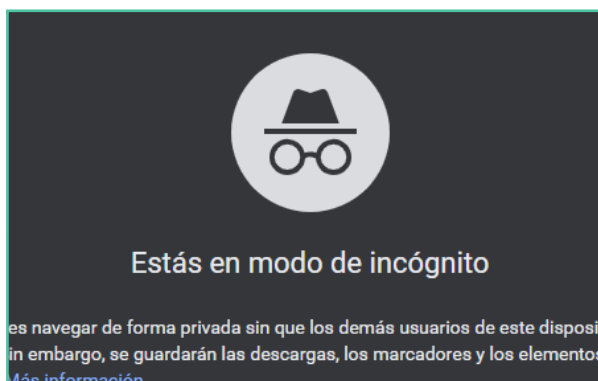 Estás en modo de incógnito
es navegar de forma privada sin que los demás usuarios de este disposi
in embargo, se guardarán las descargas, los marcadores y los elementos
Más información